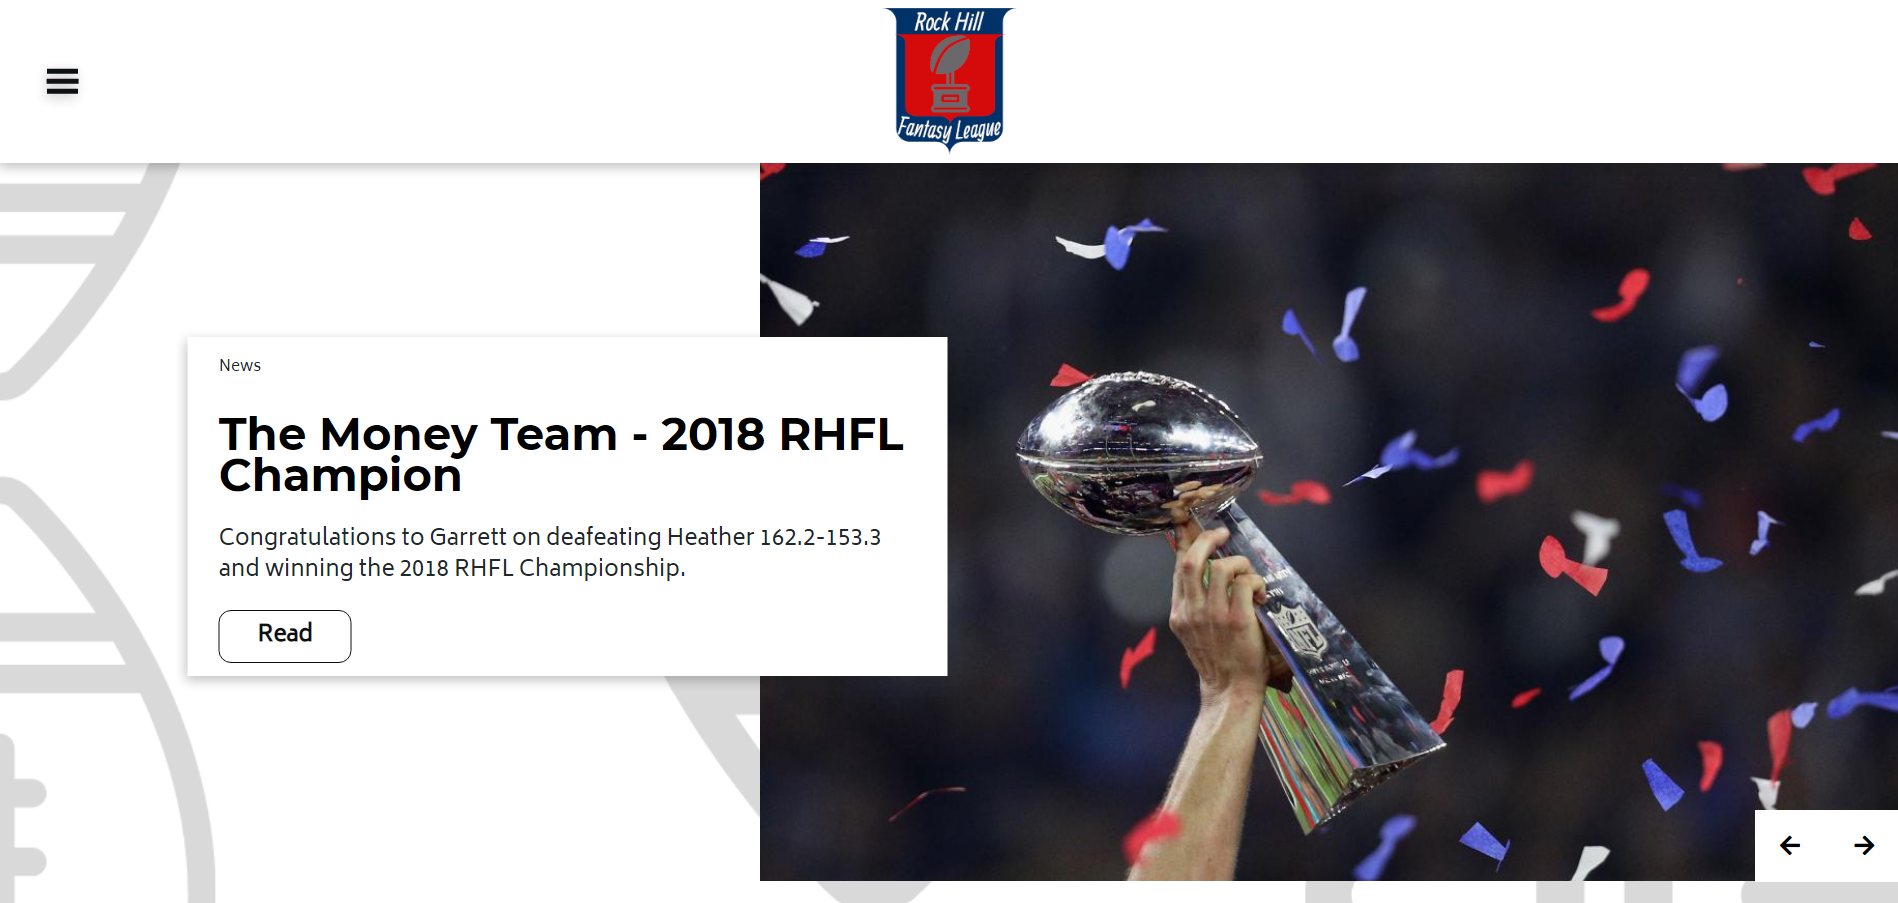 Rock Hill
Fantasy League
News
The Money Team - 2018 RHFL
Champion
Congratulations to Garrett on deafeating Heather 162.2-153.3
and winning the 2018 RHFL Championship.
Read
NFL